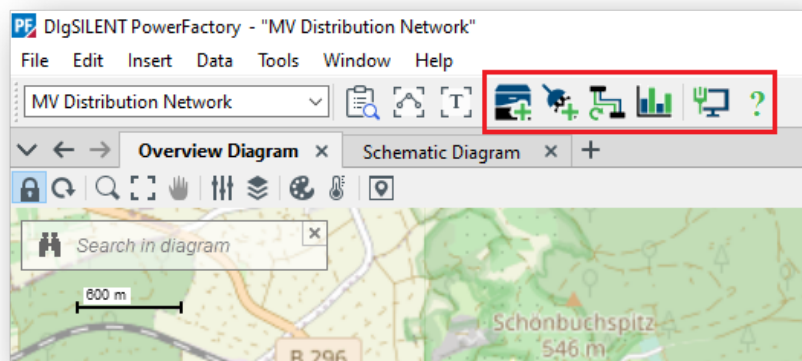 PF DIgSILENT PowerFactory - "MV Distribution Network"
File Edit Insert Data Tools Window Help
MV Distribution Network T ?
Overview Diagram × Schematic Diagram × +
Search in diagram ×
600 m
Schönbuchspitz
546 m
B 296